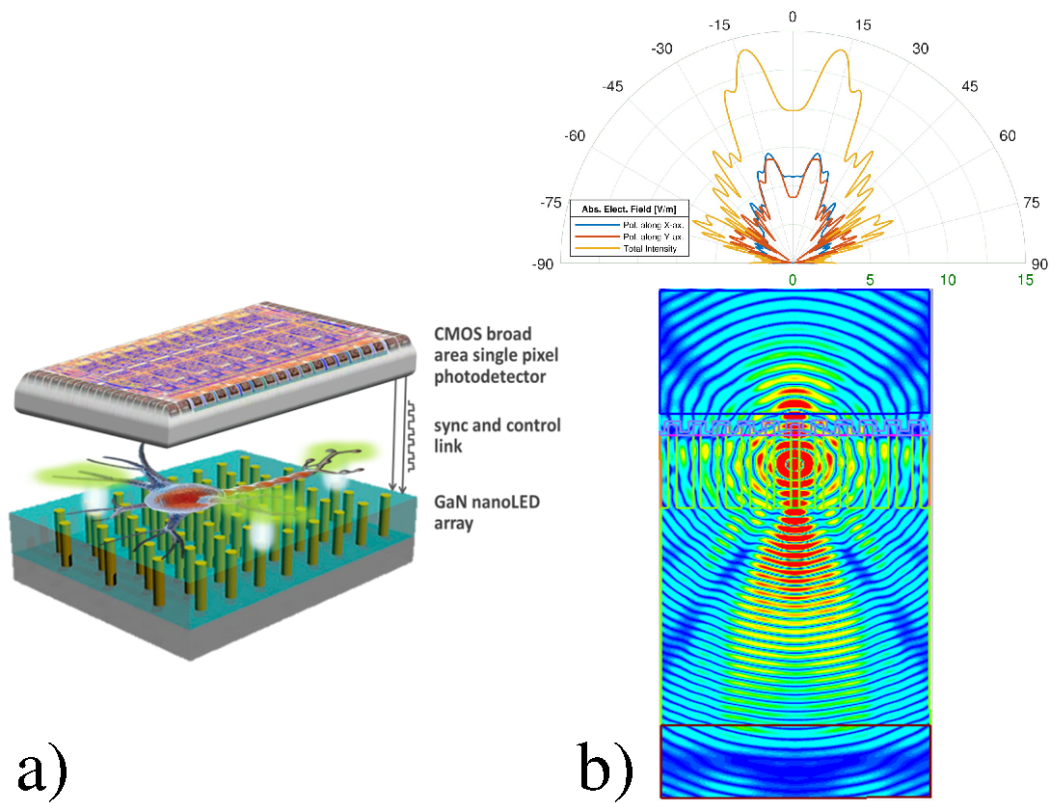 0
-15
15
-30
30
-45
45
-60
60
-75
75
-90
90
Abs. Elect. Field [V/m]
Pol. along X-ax.
Pol. along Y-ax.
Total Intensity
0
5
10
15
CMOS broad
area single pixel
photodetector
sync and control
link
GaN nanoLED
array
a)
b)